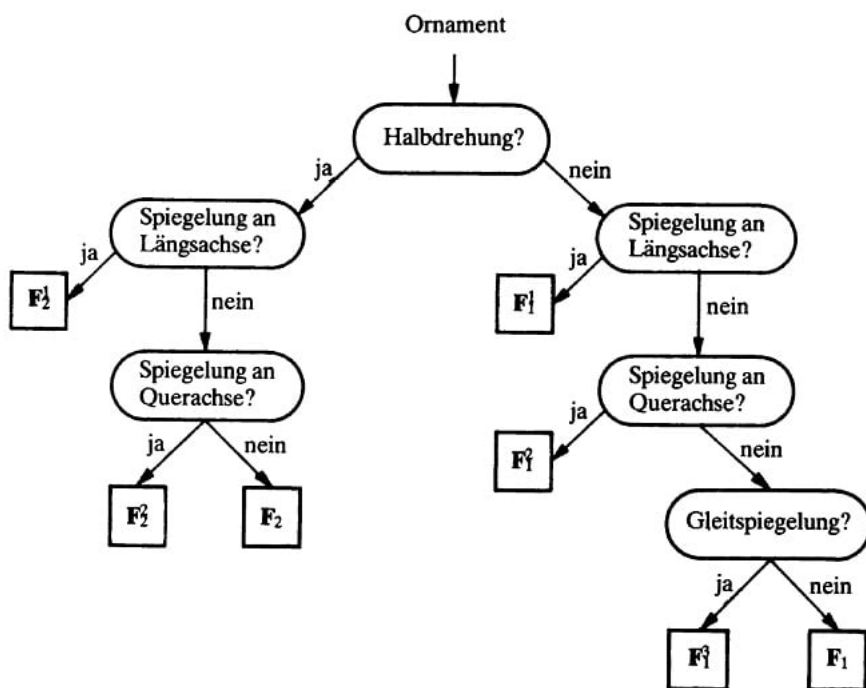 Ornament
Halbdrehung?
ja
nein
Spiegelung an
Längsachse?
ja
nein
F₂¹
Spiegelung an
Querachse?
ja
nein
F₂²
F₂
Spiegelung an
Längsachse?
ja
nein
F₁¹
Spiegelung an
Querachse?
ja
nein
F₁²
Gleitspiegelung?
ja
nein
F₁³
F₁